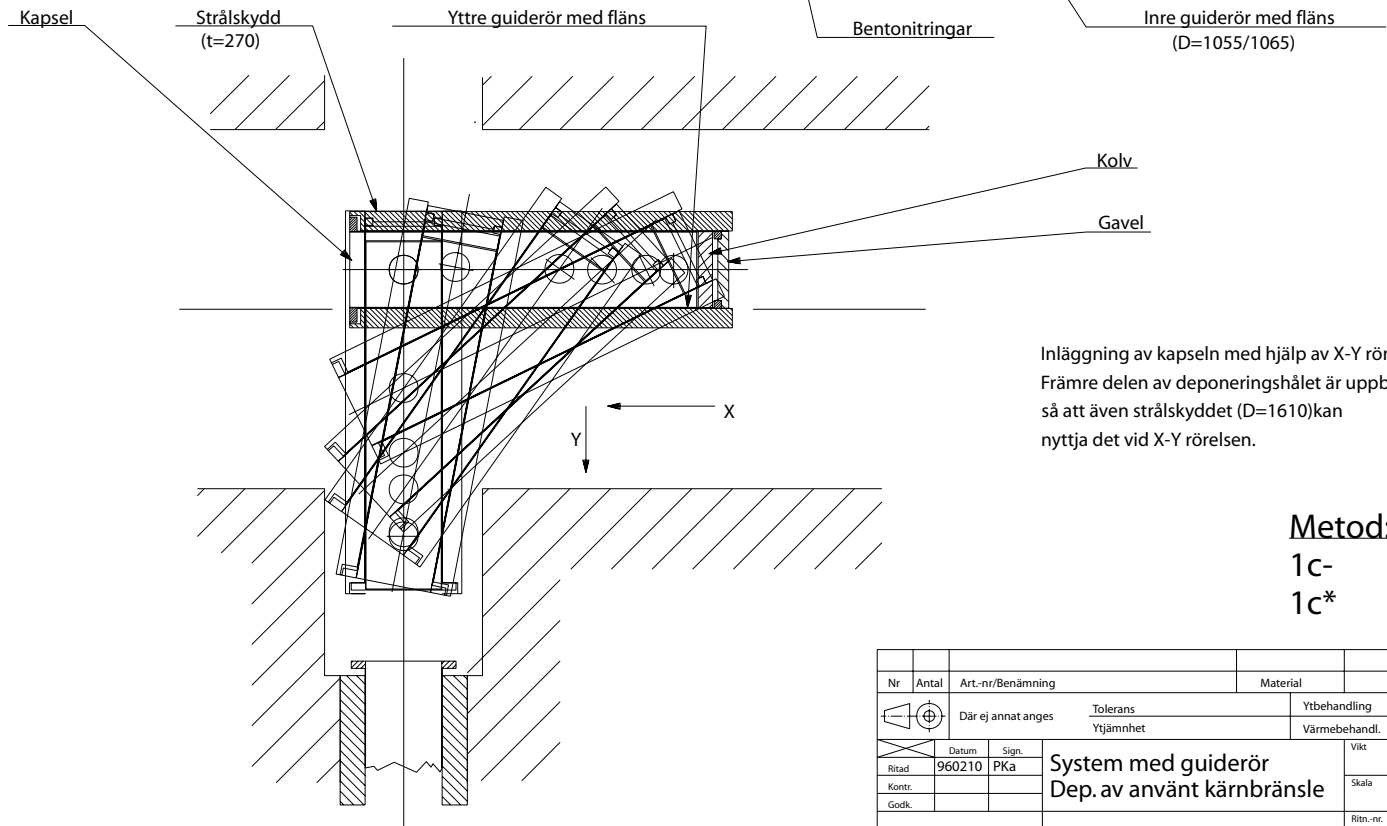 Kapsel
Strålskydd
(t=270)
Yttre guiderör med fläns
Bentonitringar
Inre guiderör med fläns
(D=1055/1065)
Kolv
Gavel
X
Y
Inläggning av kapseln med hjälp av X-Y rör
Främre delen av deponeringshålet är uppb
så att även strålskyddet (D=1610)kan
nyttja det vid X-Y rörelsen.
Metod:
1c-
1c*
Nr Antal Art.-nr/Benämning Material
Där ej annat anges Tolerans Ytbehandling
Ytjämnhet Värmebehandl.
Datum Sign. Vikt
Ritad 960210 PKa System med guiderör
Kontr. Dep. av använt kärnbränsle Skala
Godk.
Ritn.-nr.